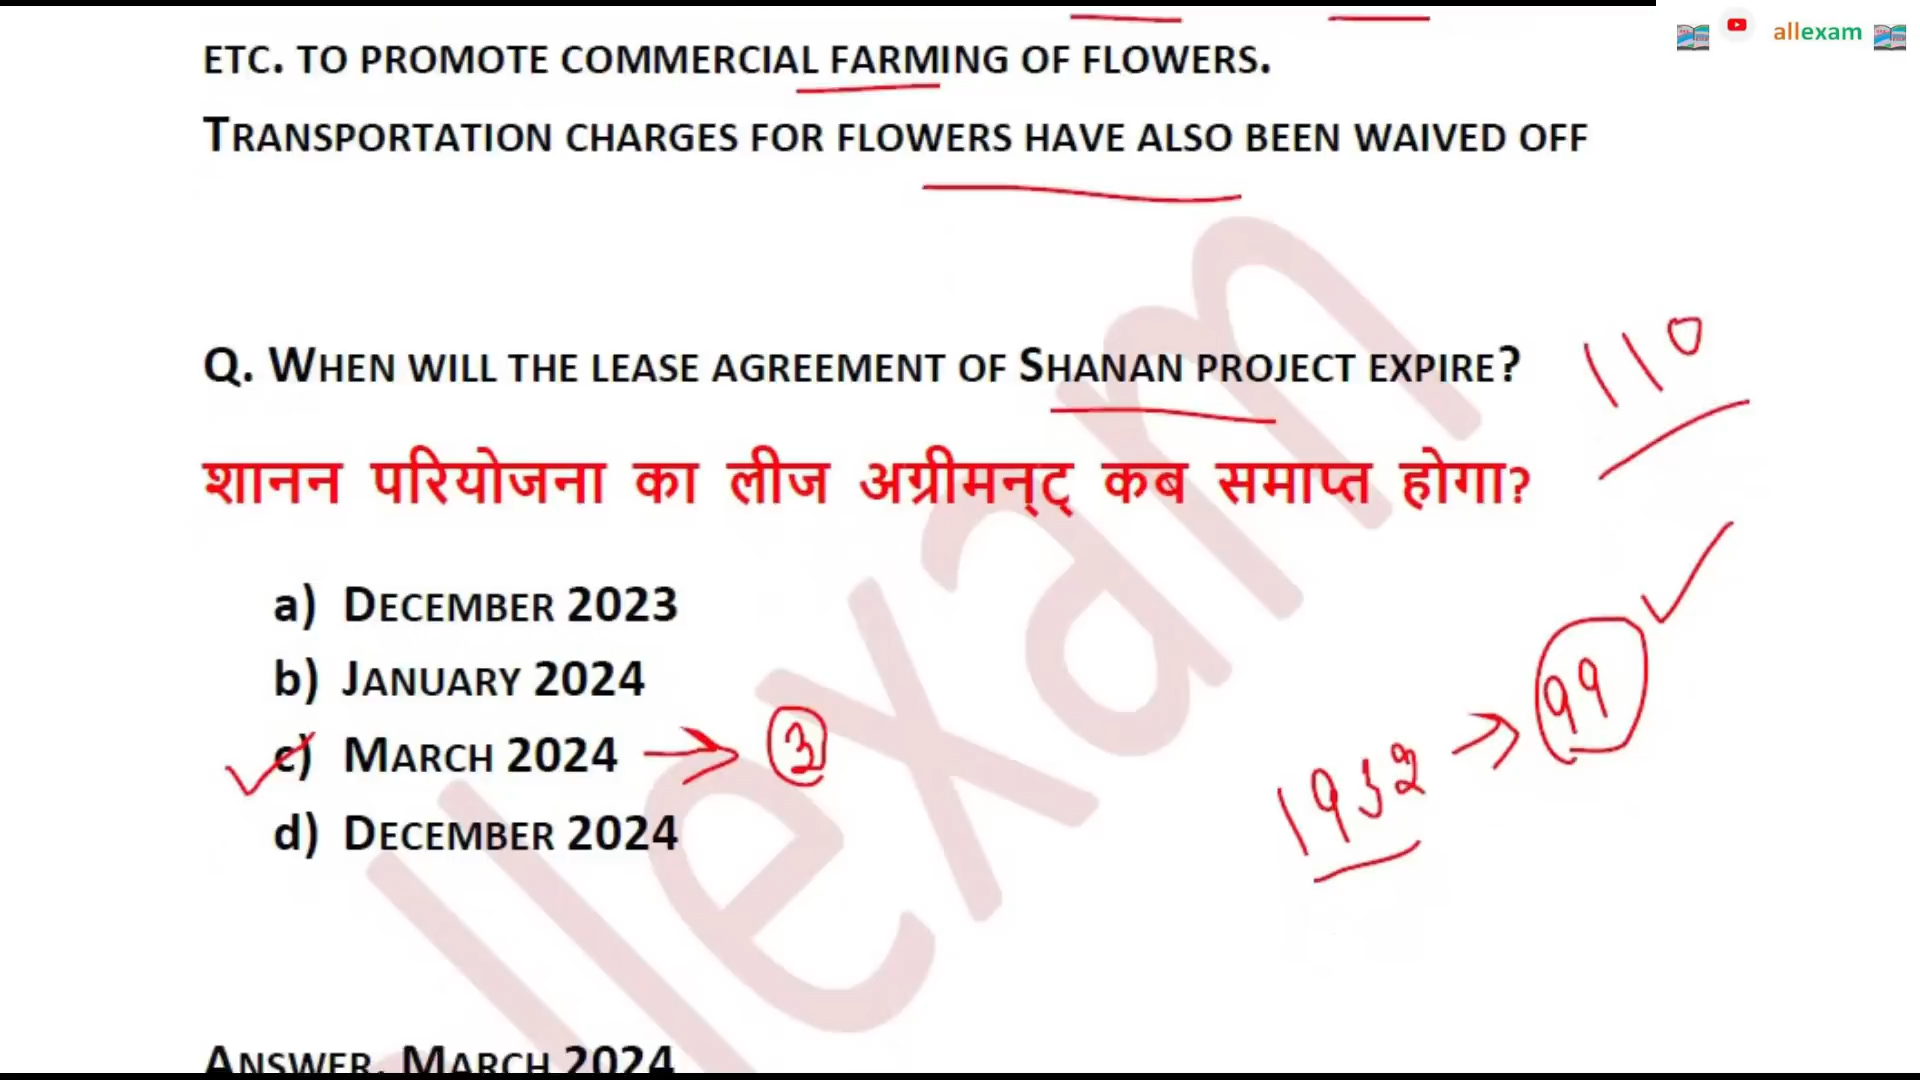 allexam
ETC. TO PROMOTE COMMERCIAL FARMING OF FLOWERS.
TRANSPORTATION CHARGES FOR FLOWERS HAVE ALSO BEEN WAIVED OFF
Q. WHEN WILL THE LEASE AGREEMENT OF SHANAN PROJECT EXPIRE?
110
शानन परियोजना का लीज अग्रीमन्ट् कब समाप्त होगा?
a) DECEMBER 2023
b) JANUARY 2024
c) MARCH 2024 → 3
1932 → 99
d) DECEMBER 2024
allexam
ANSWER. MARCH 2024